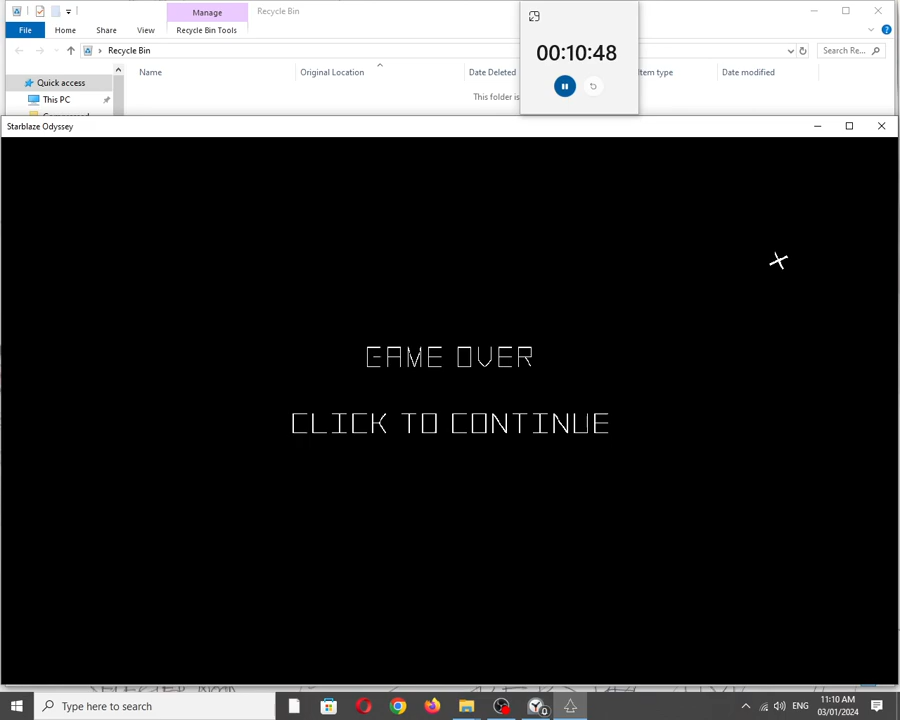 Manage
Recycle Bin
File
Home
Share
View
Recycle Bin Tools
Recycle Bin
Search Re...
Quick access
This PC
Name
Original Location
Date Deleted
Item type
Date modified
This folder is
00:10:48
Starblaze Odyssey
GAME OVER
CLICK TO CONTINUE
Type here to search
0
ENG
11:10 AM
03/01/2024